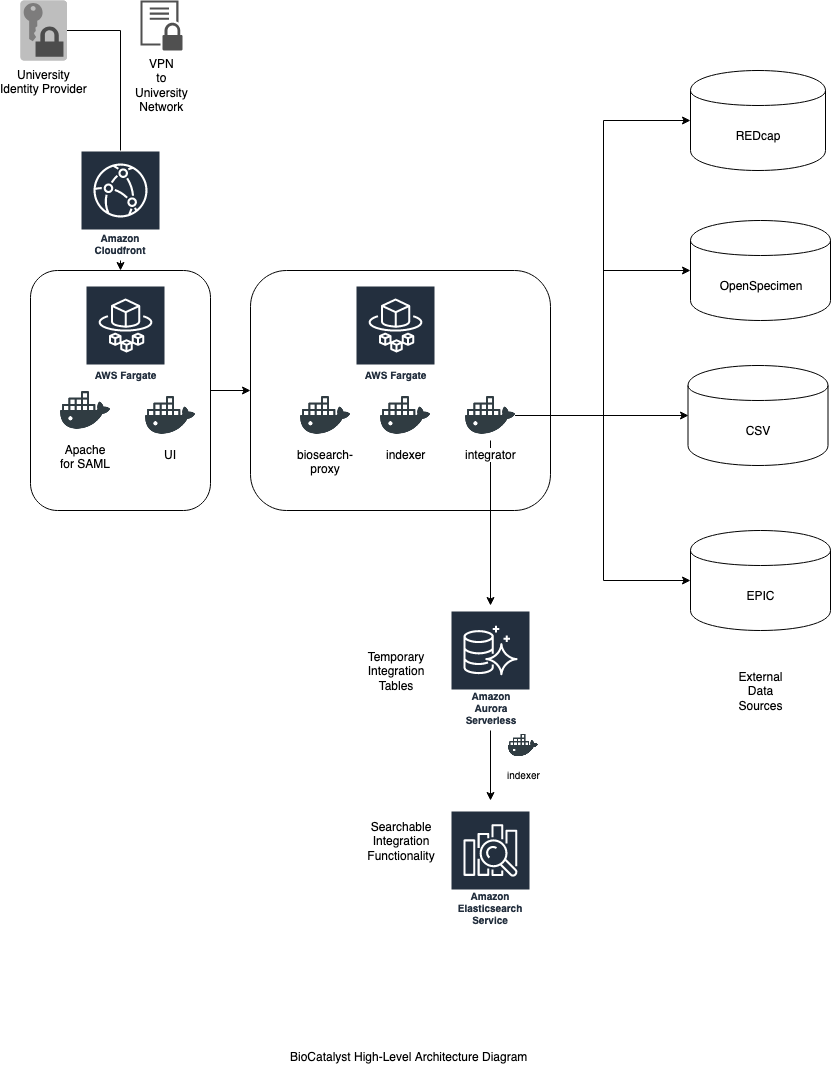 University
Identity Provider
VPN
to
University
Network
Amazon
Cloudfront
AWS Fargate
Apache
for SAML
UI
AWS Fargate
biosearch-
proxy
indexer
integrator
REDcap
OpenSpecimen
CSV
EPIC
External
Data
Sources
Temporary
Integration
Tables
Amazon
Aurora
Serverless
indexer
Searchable
Integration
Functionality
Amazon
Elasticsearch
Service
BioCatalyst High-Level Architecture Diagram